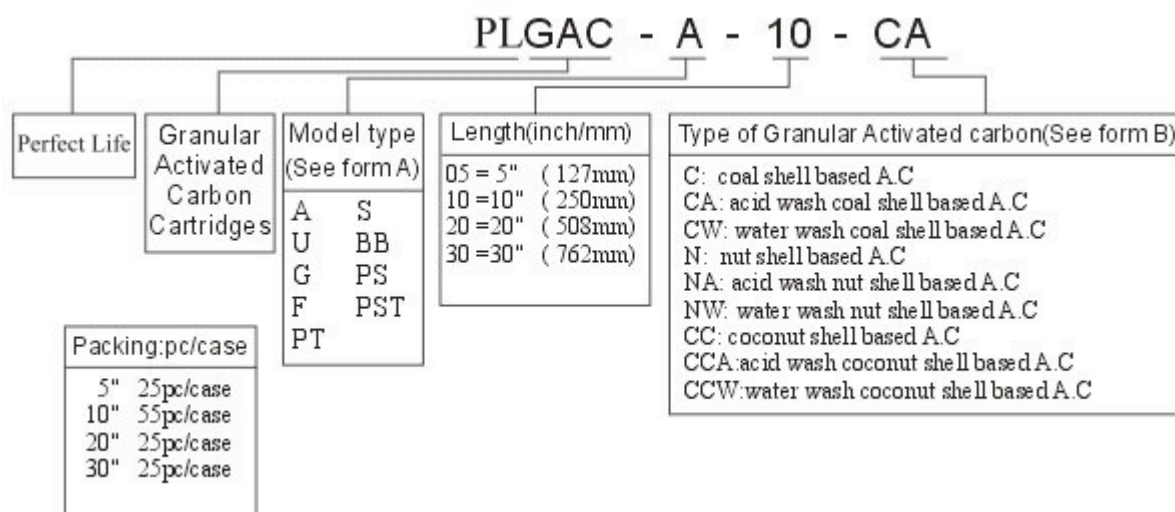 PLGAC - A - 10 - CA
Perfect Life
Granular
Activated
Carbon
Cartridges
Model type
(See form A)
A S
U BB
G PS
F PST
PT
Length(inch/mm)
05 = 5" (127mm)
10 =10" (250mm)
20 =20" (508mm)
30 =30" (762mm)
Type of Granular Activated carbon(See form B)
C: coal shell based A.C
CA: acid wash coal shell based A.C
CW: water wash coal shell based A.C
N: nut shell based A.C
NA: acid wash nut shell based A.C
NW: water wash nut shell based A.C
CC: coconut shell based A.C
CCA:acid wash coconut shell based A.C
CCW:water wash coconut shell based A.C
Packing:pc/case
5" 25pc/case
10" 55pc/case
20" 25pc/case
30" 25pc/case